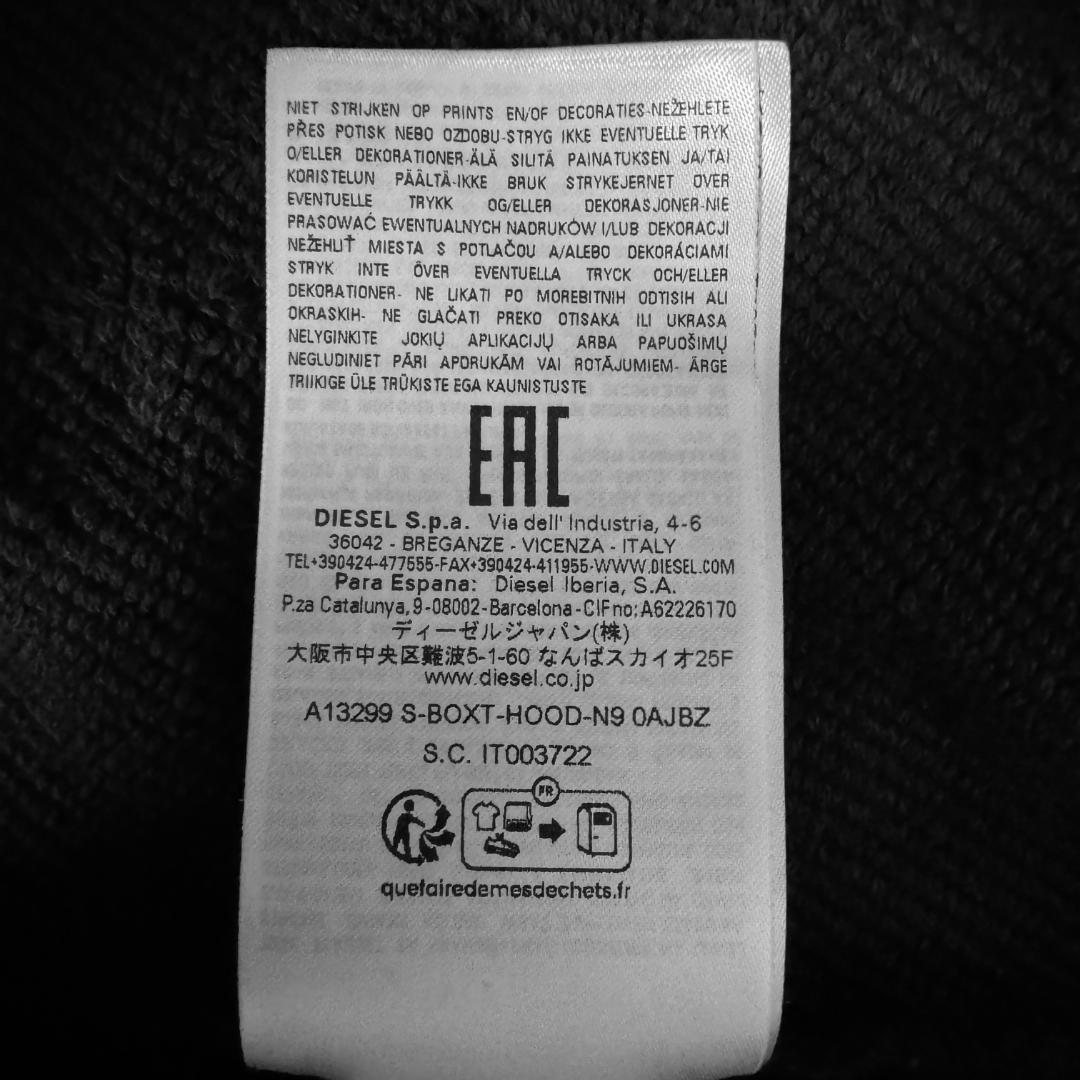 NIET STRIJKEN OP PRINTS EN/OF DECORATIES-NEŽEHLETE
PŘES POTISK NEBO OZDOBU-STRYG IKKE EVENTUELLE TRYK
O/ELLER DEKORATIONER-ÄLÄ SILITÄ PAINATUKSEN JA/TAI
KORISTELUN PÄÄLTÄ-IKKE BRUK STRYKEJERNET OVER
EVENTUELLE TRYKK OG/ELLER DEKORASJONER-NIE
PRASOWAĆ EWENTUALNYCH NADRUKÓW I/LUB DEKORACJI
NEŽEHLIŤ MIESTA S POTLAČOU A/ALEBO DEKORÁCIAMI
STRYK INTE ÖVER EVENTUELLA TRYCK OCH/ELLER
DEKORATIONER- NE LIKATI PO MOREBITNIH ODTISIH ALI
OKRASKIH- NE GLAČATI PREKO OTISAKA ILI UKRASA
NELYGINKITE JOKIŲ APLIKACIJŲ ARBA PAPUOŠIMŲ
NEGLUDINIET PĀRI APDRUKĀM VAI ROTĀJUMIEM- ÄRGE
TRIIKIGE ÜLE TRÜKISTE EGA KAUNISTUSTE
EAC
DIESEL S.p.a. Via dell' Industria, 4-6
36042 - BREGANZE - VICENZA - ITALY
TEL+390424-477555-FAX+390424-411955-WWW.DIESEL.COM
Para Espana: Diesel Iberia, S.A.
P.za Catalunya,9-08002-Barcelona-CIFno:A62226170
ディーゼルジャパン(株)
大阪市中央区難波5-1-60 なんばスカイオ25F
www.diesel.co.jp
A13299 S-BOXT-HOOD-N9 0AJBZ
S.C. IT003722
FR
quefairedemesdechets.fr